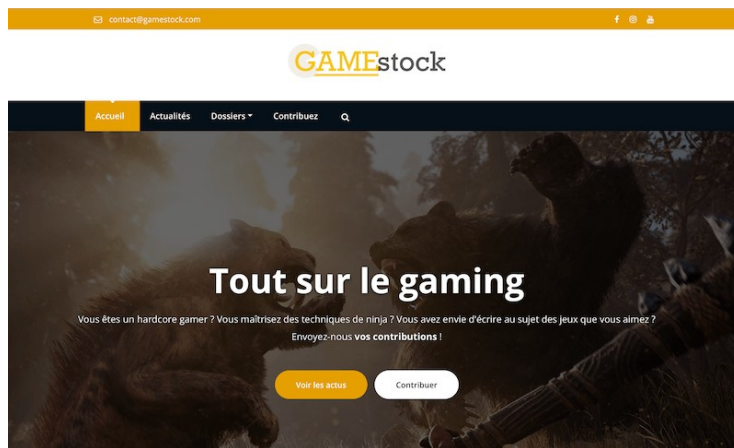 contact@gamestock.com
GAMEstock
Accueil Actualités Dossiers Contribuez
Tout sur le gaming
Vous êtes un hardcore gamer ? Vous maîtrisez des techniques de ninja ? Vous avez envie d'écrire au sujet des jeux que vous aimez ?
Envoyez-nous vos contributions !
Voir les actus Contribuer